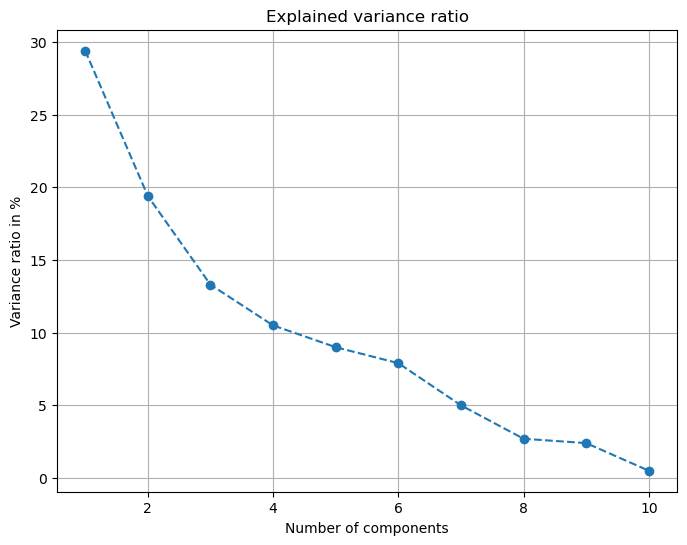 Explained variance ratio
30
25
20
15
10
5
0
Variance ratio in %
2 4 6 8 10
Number of components